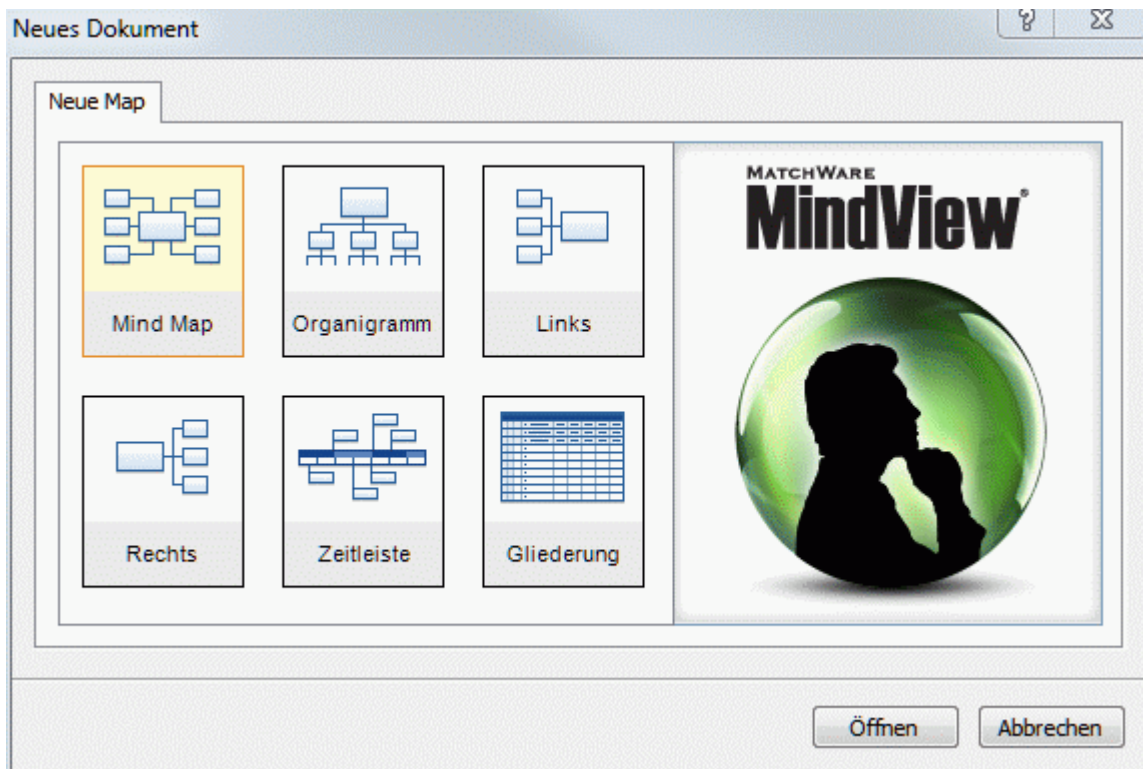 Neues Dokument
Neue Map
Mind Map
Organigramm
Links
Rechts
Zeitleiste
Gliederung
MATCHWARE
MindView®
Öffnen
Abbrechen